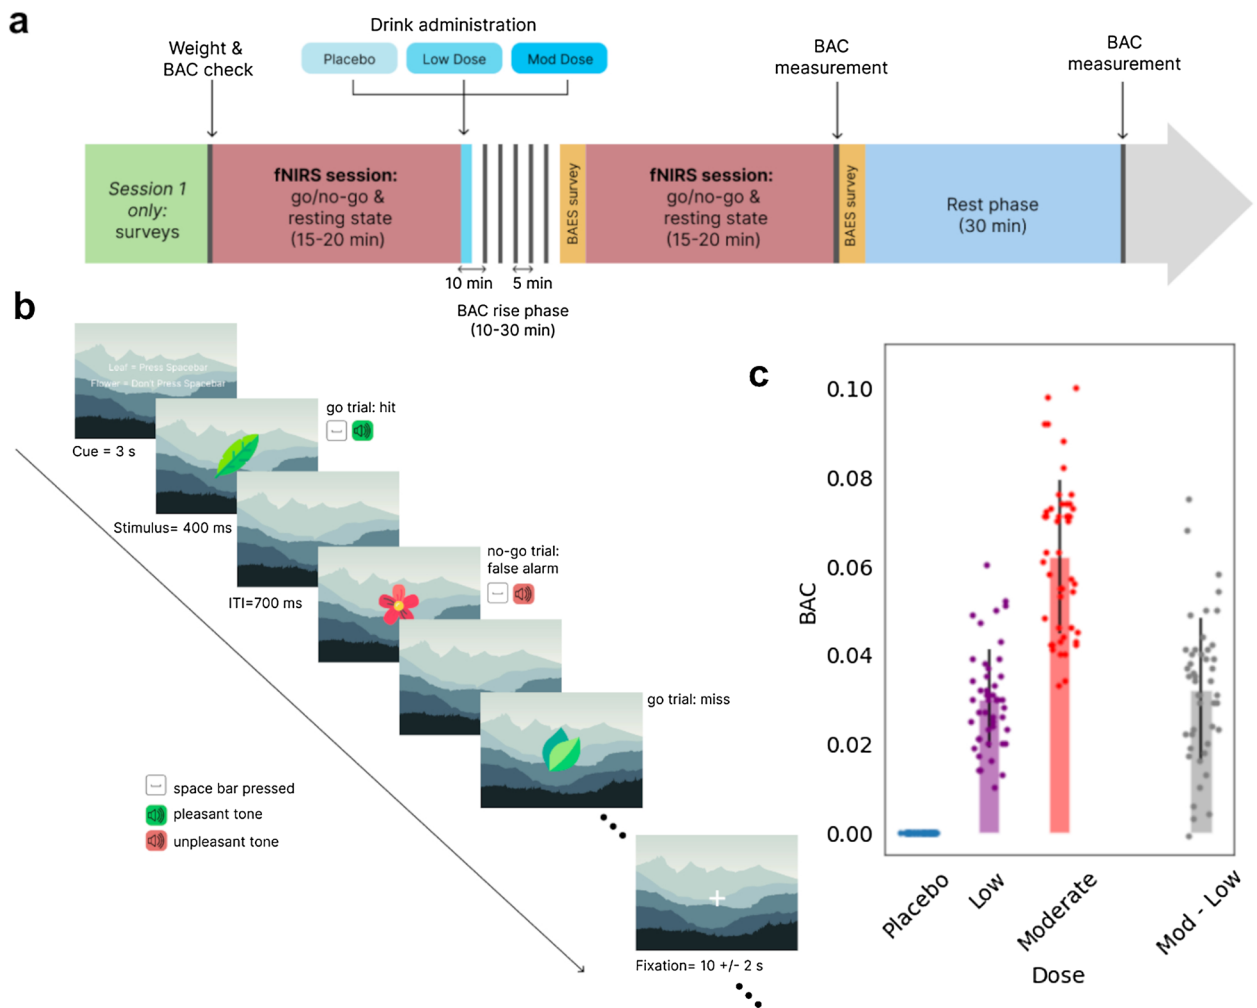 a
Drink administration
Weight &
BAC check
Placebo
Low Dose
Mod Dose
BAC
measurement
BAC
measurement
Session 1
only:
surveys
fNIRS session:
go/no-go &
resting state
(15-20 min)
BAES survey
fNIRS session:
go/no-go &
resting state
(15-20 min)
BAES survey
Rest phase
(30 min)
10 min
5 min
BAC rise phase
(10-30 min)
b
Leaf = Press Spacebar
Flower = Don't Press Spacebar
Cue = 3 s
go trial: hit
Stimulus= 400 ms
ITI=700 ms
no-go trial:
false alarm
go trial: miss
space bar pressed
pleasant tone
unpleasant tone
Fixation= 10 +/- 2 s
c
0.10
0.08
0.06
0.04
0.02
0.00
BAC
Placebo
Low
Moderate
Mod - Low
Dose